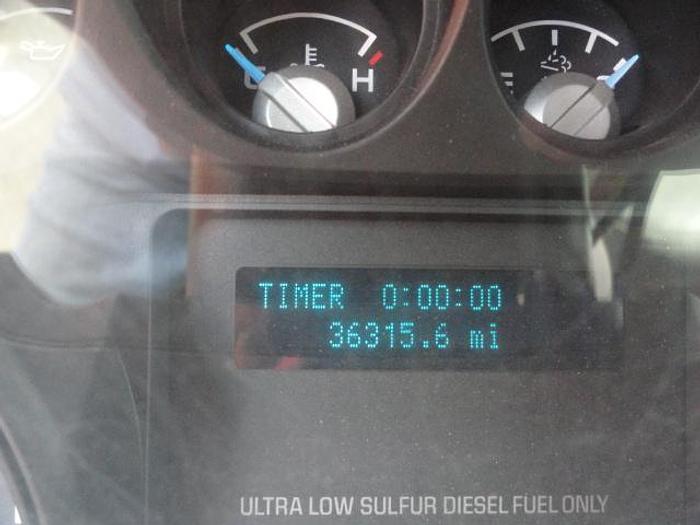 C H
E
TIMER 0:00:00
36315.6 mi
ULTRA LOW SULFUR DIESEL FUEL ONLY